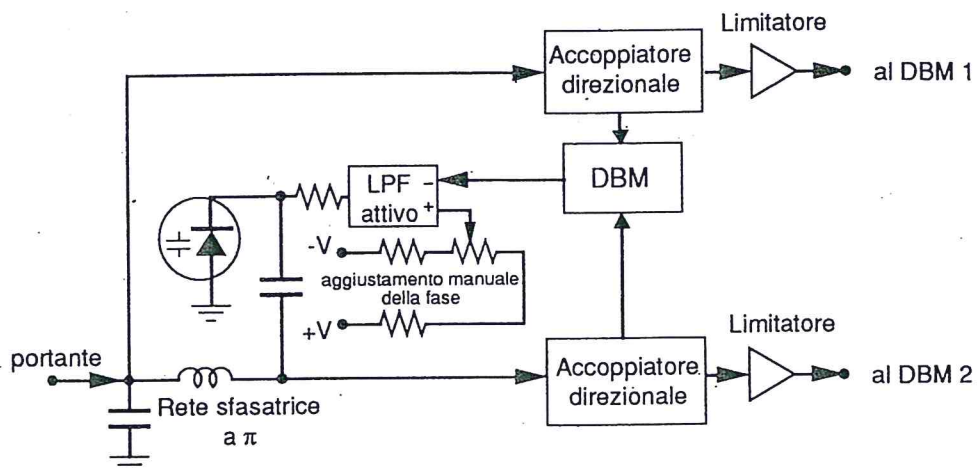 Limitatore
Accoppiatore
direzionale
al DBM 1
DBM
LPF −
attivo +
-V
aggiustamento manuale
della fase
+V
portante
Rete sfasatrice
a π
Accoppiatore
direzionale
Limitatore
al DBM 2